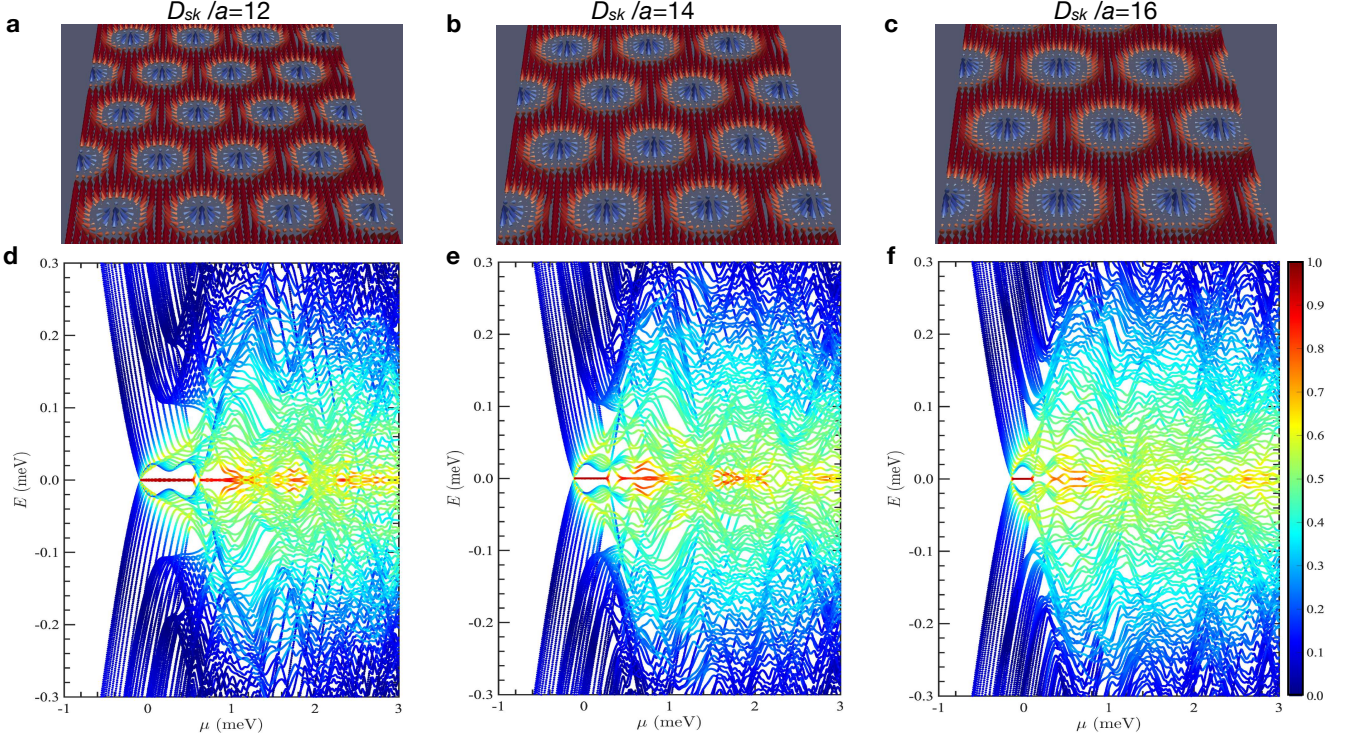 D_sk /a=12 D_sk /a=14 D_sk /a=16
a b c
d e f
0.3 0.3 0.3 1.0
0.9
0.2 0.2 0.2
0.8
0.1 0.1 0.1 0.7
0.6
E (meV) E (meV) E (meV)
0.0 0.0 0.0 0.5
0.4
-0.1 -0.1 -0.1 0.3
0.2
-0.2 -0.2 -0.2
0.1
-0.3 -0.3 -0.3 0.0
-1 0 1 2 3 -1 0 1 2 3 -1 0 1 2 3
μ (meV) μ (meV) μ (meV)